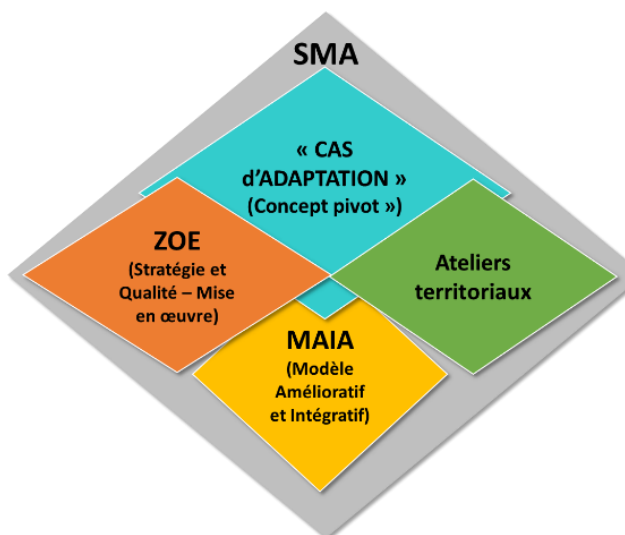 SMA
« CAS
d'ADAPTATION »
(Concept pivot »)
ZOE
(Stratégie et
Qualité – Mise
en œuvre)
Ateliers
territoriaux
MAIA
(Modèle
Amélioratif
et Intégratif)